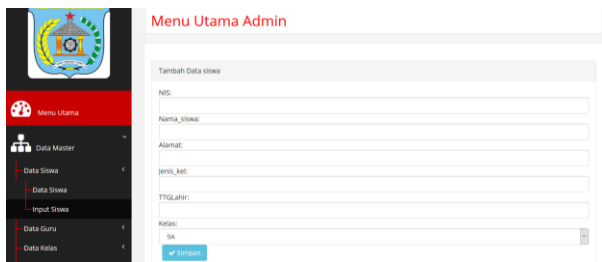 Menu Utama Admin
Menu Utama
Data Master
Data Siswa
Data Siswa
Input Siswa
Data Guru
Data Kelas
Tambah Data siswa
NIS:
Nama_siswa:
Alamat:
Jenis_kel:
TTGLahir:
Kelas:
9A
Simpan